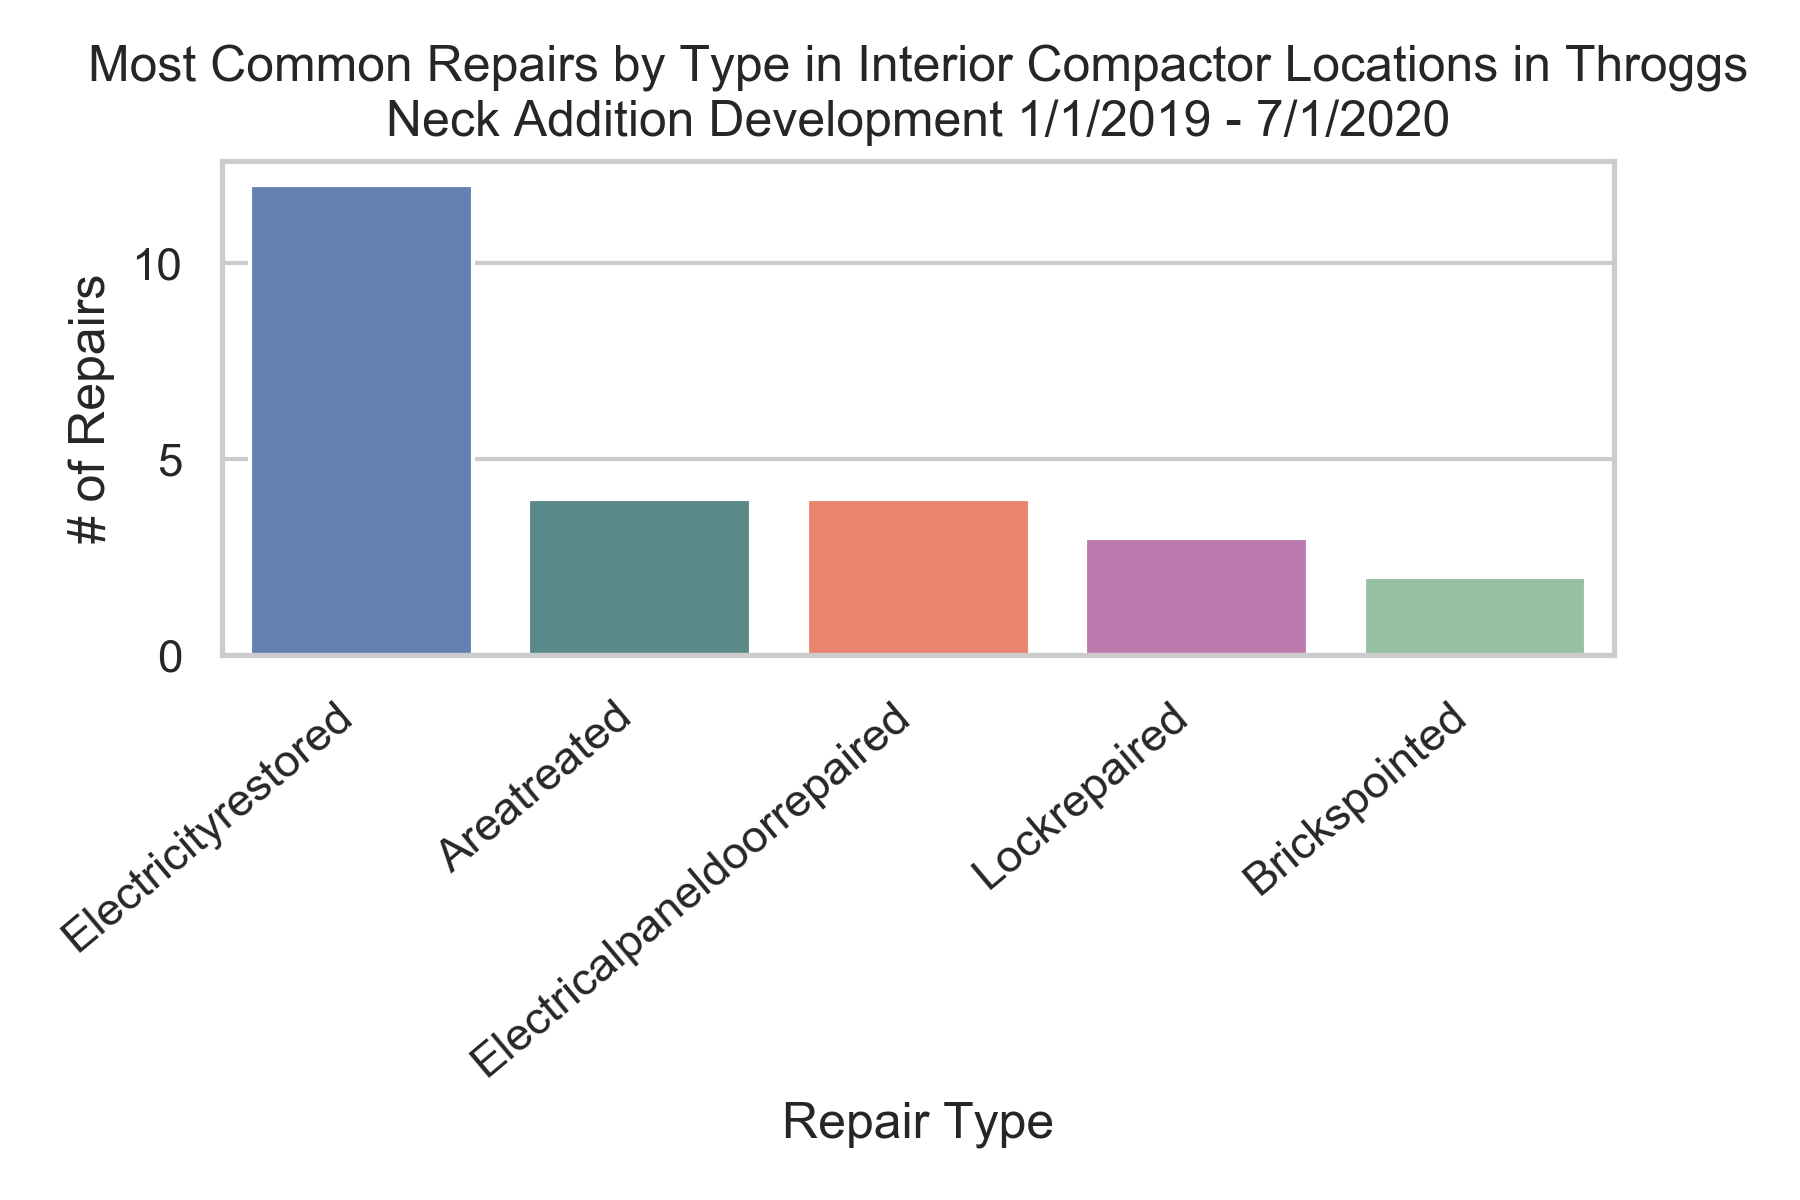 Most Common Repairs by Type in Interior Compactor Locations in Throggs
Neck Addition Development 1/1/2019 - 7/1/2020
# of Repairs
10
5
0
Electricityrestored
Areatreated
Electricalpaneldoorrepaired
Lockrepaired
Brickspointed
Repair Type